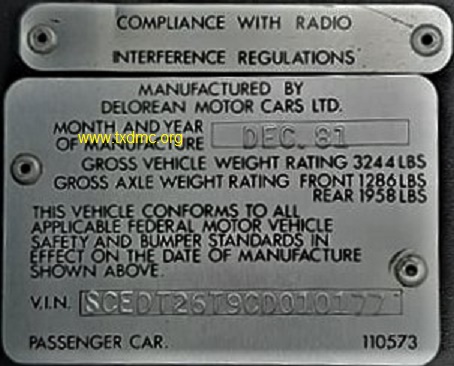 COMPLIANCE WITH RADIO
INTERFERENCE REGULATIONS
MANUFACTURED BY
DELOREAN MOTOR CARS LTD.
MONTH AND YEAR
www.txdmc.org
OF MANUFACTURE DEC. 81
GROSS VEHICLE WEIGHT RATING 3244 LBS
GROSS AXLE WEIGHT RATING FRONT 1286 LBS
REAR 1958 LBS
THIS VEHICLE CONFORMS TO ALL
APPLICABLE FEDERAL MOTOR VEHICLE
SAFETY AND BUMPER STANDARDS IN
EFFECT ON THE DATE OF MANUFACTURE
SHOWN ABOVE.
V.I.N. SCEDT26T9CD010177
PASSENGER CAR. 110573